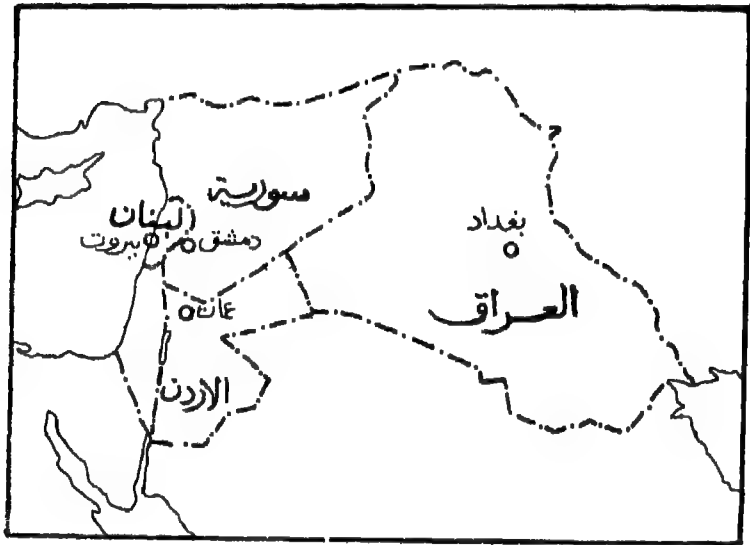 سورية
لبنان
بيروت
دمشق
بغداد
عمان
العراق
الاردن